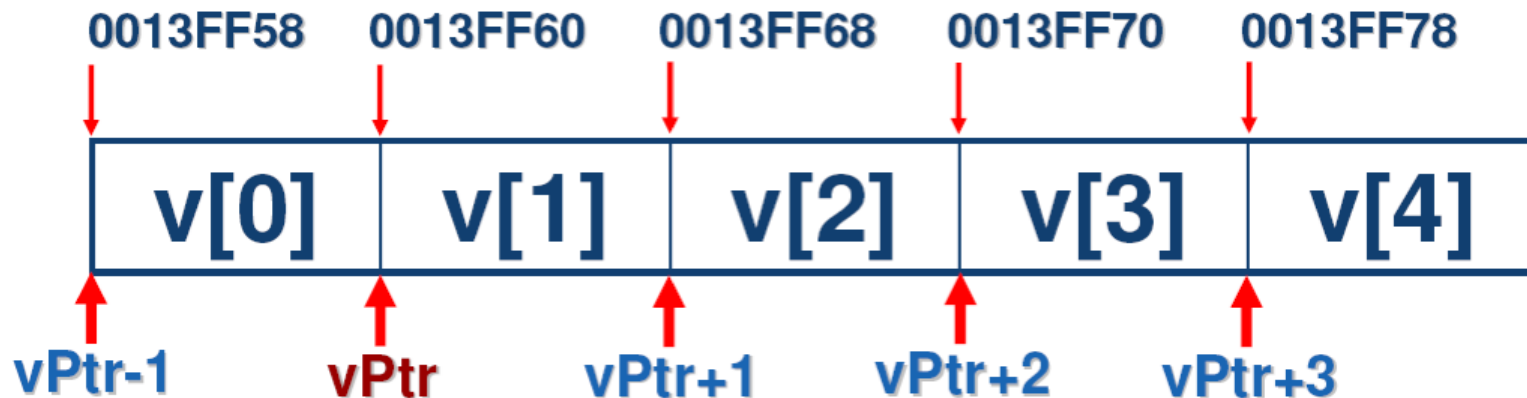 0013FF58 0013FF60 0013FF68 0013FF70 0013FF78
v[0] v[1] v[2] v[3] v[4]
vPtr-1 vPtr vPtr+1 vPtr+2 vPtr+3